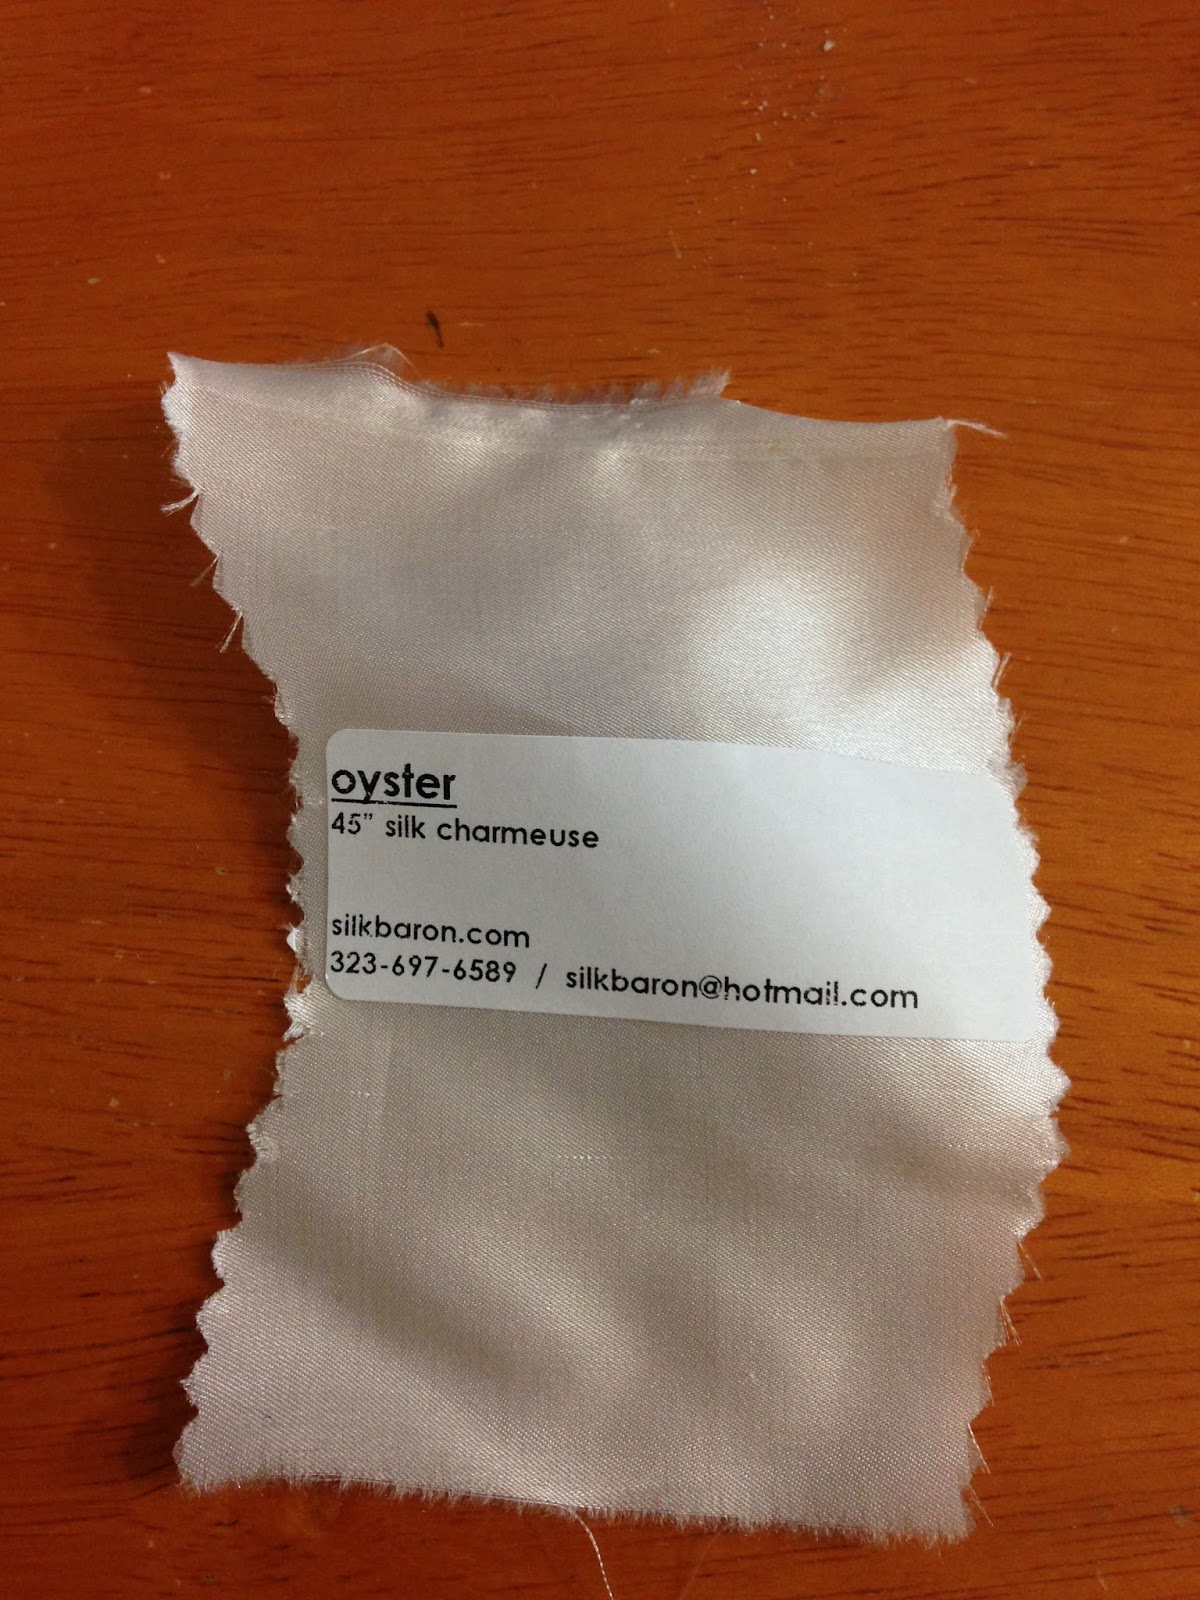 oyster
45” silk charmeuse
silkbaron.com
323-697-6589 / silkbaron@hotmail.com